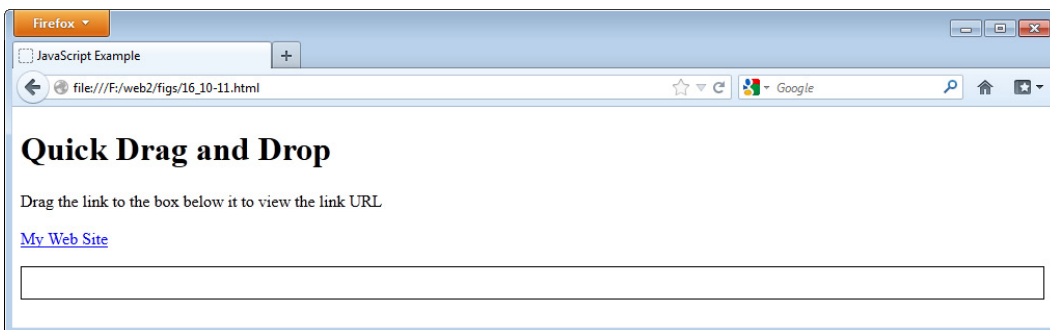 Firefox
JavaScript Example
file:///F:/web2/figs/16_10-11.html
Google
Quick Drag and Drop
Drag the link to the box below it to view the link URL
My Web Site